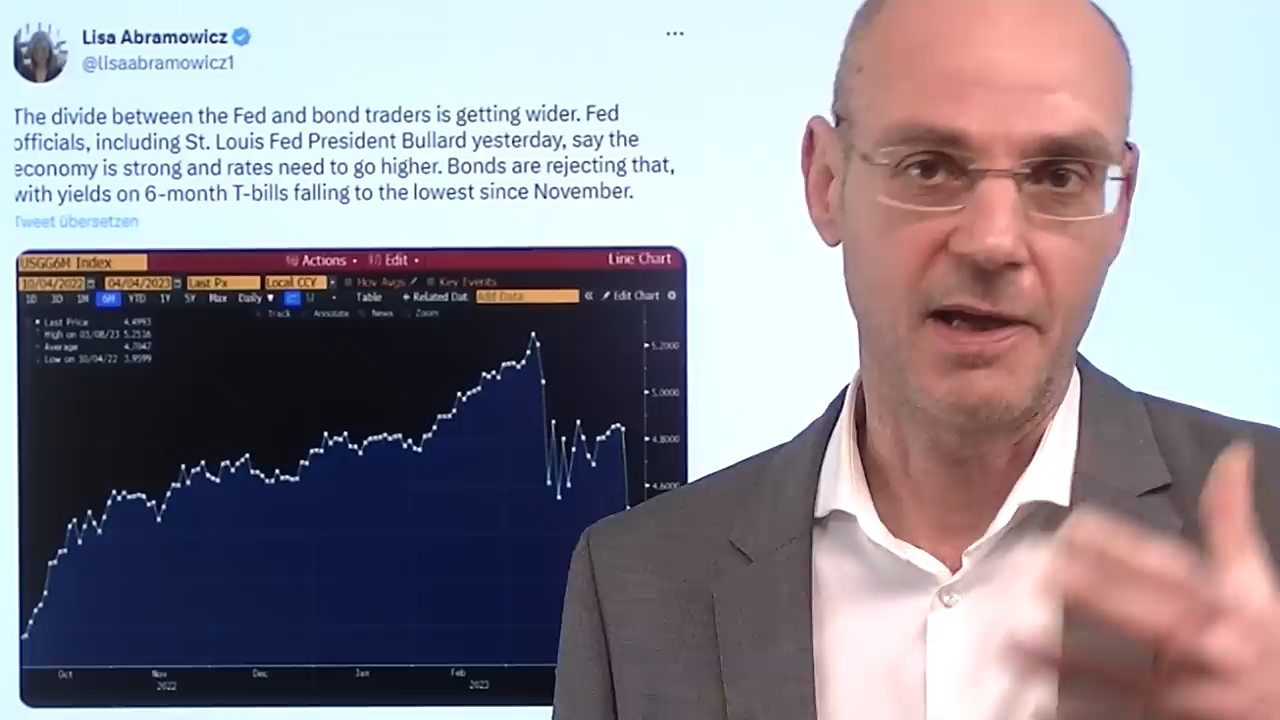 Lisa Abramowicz
@lisaabramowicz1
The divide between the Fed and bond traders is getting wider. Fed
officials, including St. Louis Fed President Bullard yesterday, say the
economy is strong and rates need to go higher. Bonds are rejecting that,
with yields on 6-month T-bills falling to the lowest since November.
Tweet übersetzen
USGG6M Index Actions Edit Line Chart
10/04/2022 04/04/2023 Last Px Local CCY Mov Avgs Key Events
1D 3D 1M 6M YTD 1Y 5Y Max Daily Table Related Dat Add Data Edit Chart
Track Annotate News Zoom
Last Price 4.4993
High on 03/08/23 5.2516
Average 4.7047
Low on 10/04/22 3.9599
5.2000
5.0000
4.8000
4.6000
Oct Nov Dec Jan Feb
2022 2023